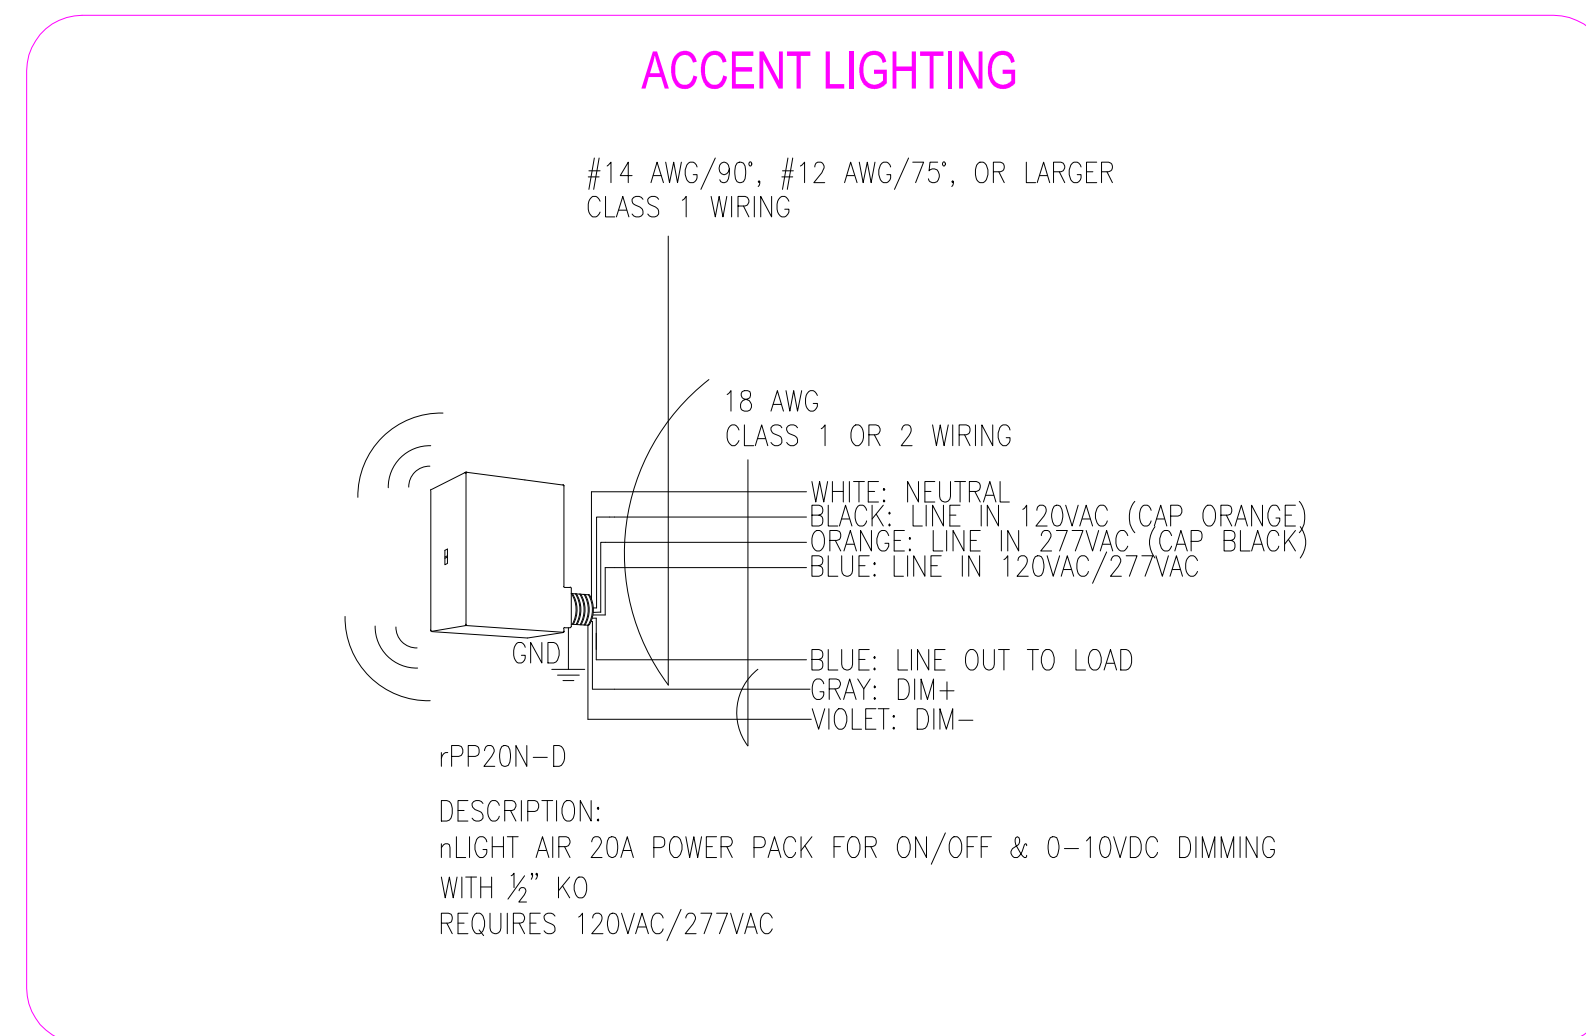 ACCENT LIGHTING
#14 AWG/90°, #12 AWG/75°, OR LARGER
CLASS 1 WIRING
18 AWG
CLASS 1 OR 2 WIRING
WHITE: NEUTRAL
BLACK: LINE IN 120VAC (CAP ORANGE)
ORANGE: LINE IN 277VAC (CAP BLACK)
BLUE: LINE IN 120VAC/277VAC
GND
BLUE: LINE OUT TO LOAD
GRAY: DIM+
VIOLET: DIM-
rPP20N-D
DESCRIPTION:
nLIGHT AIR 20A POWER PACK FOR ON/OFF & 0-10VDC DIMMING
WITH ½" KO
REQUIRES 120VAC/277VAC